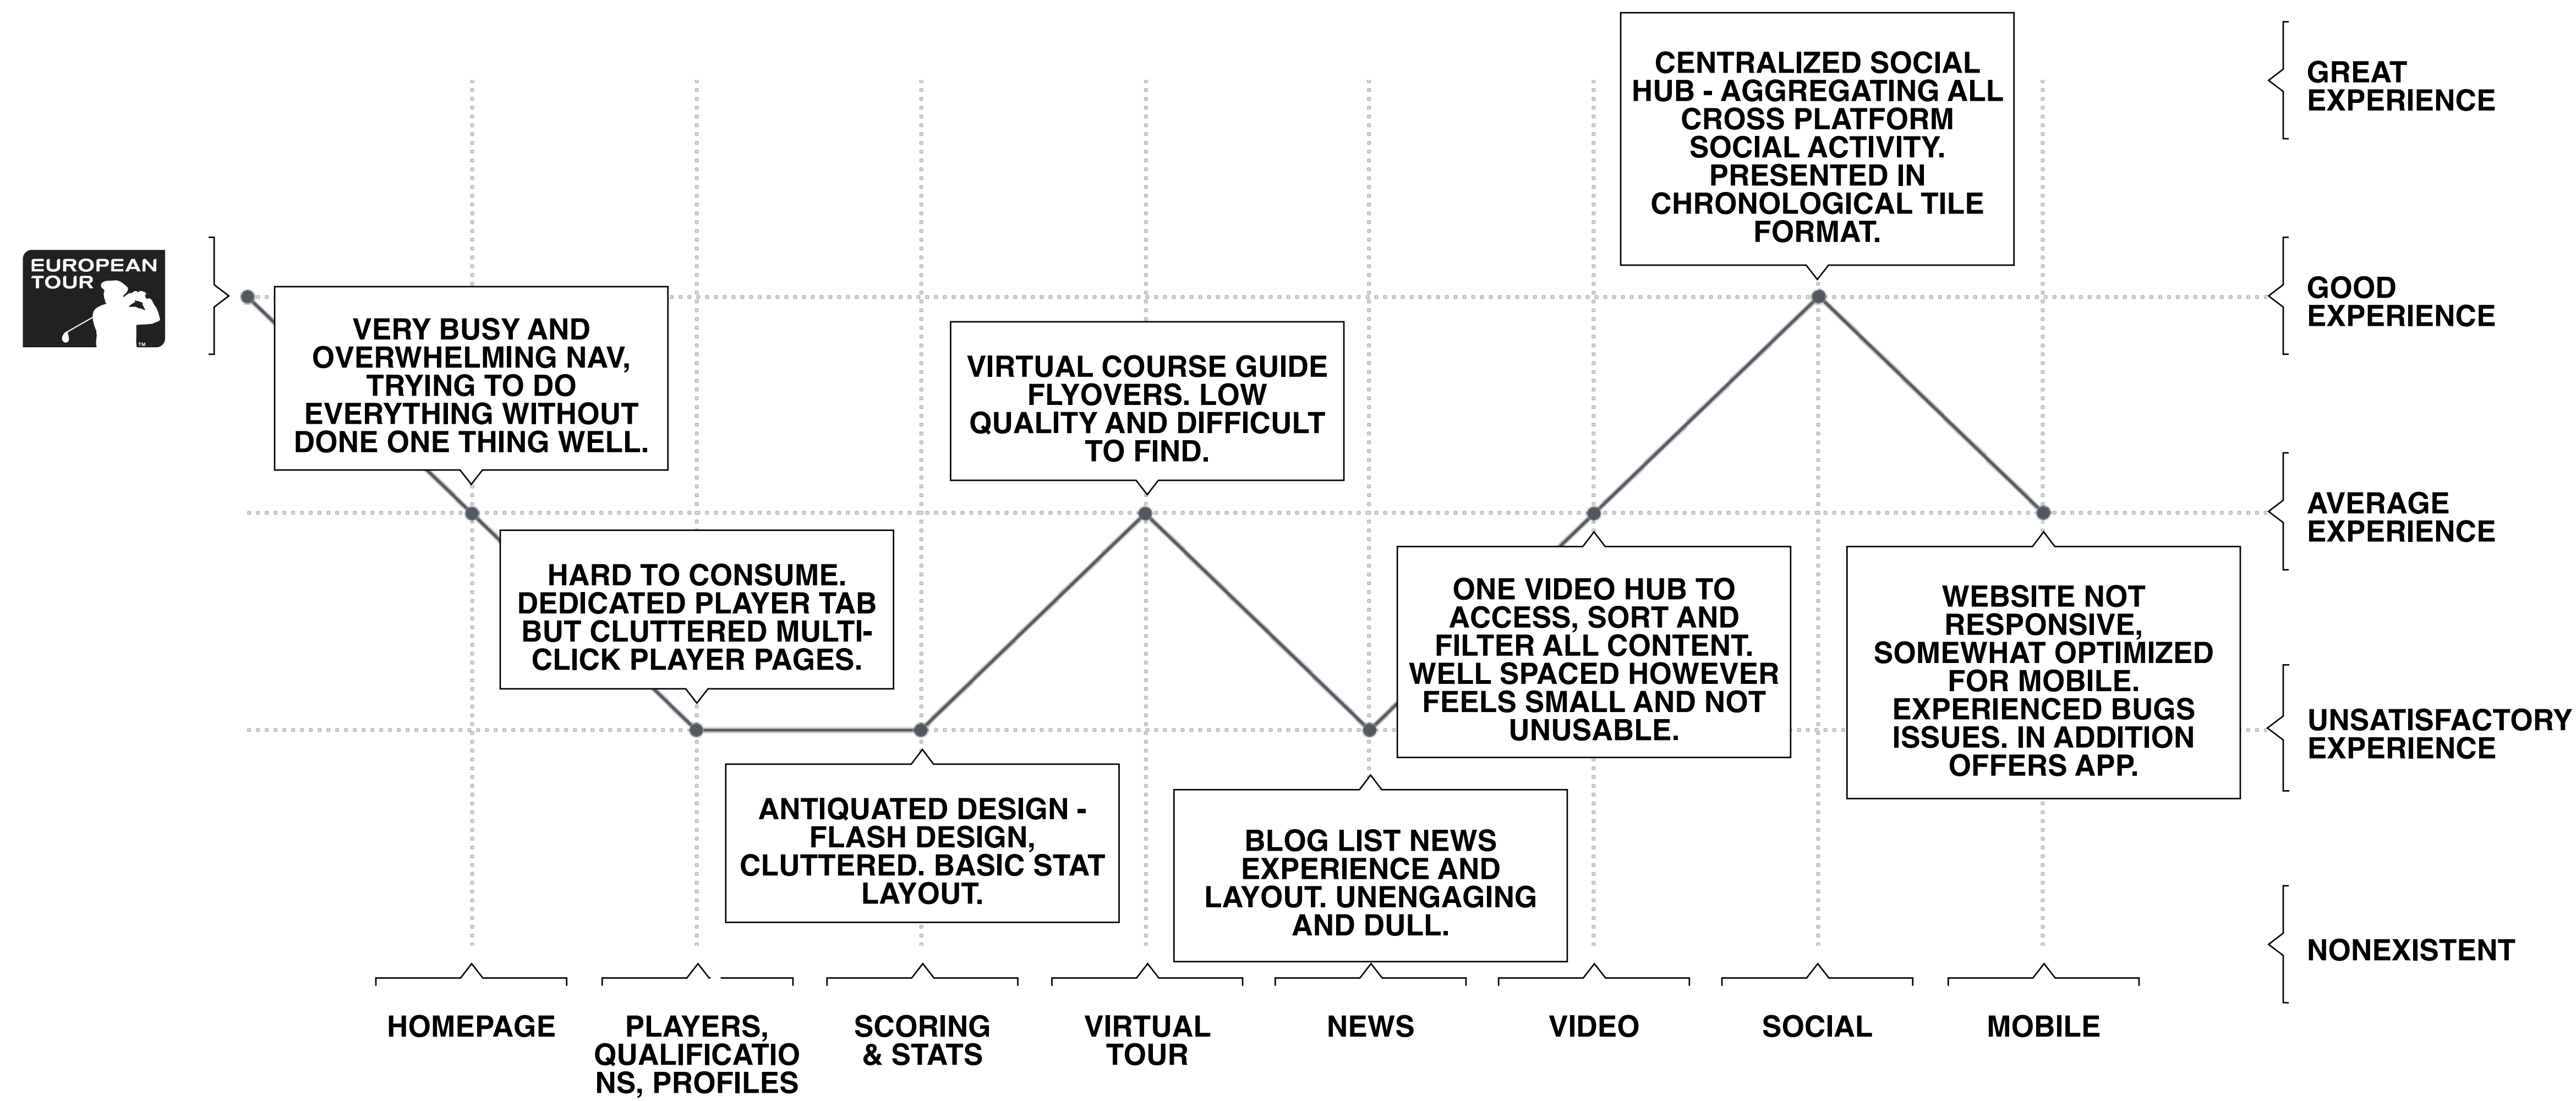 CENTRALIZED SOCIAL
HUB - AGGREGATING ALL
CROSS PLATFORM
SOCIAL ACTIVITY.
PRESENTED IN
CHRONOLOGICAL TILE
FORMAT.
GREAT
EXPERIENCE
EUROPEAN
TOUR
TM
VERY BUSY AND
OVERWHELMING NAV,
TRYING TO DO
EVERYTHING WITHOUT
DONE ONE THING WELL.
VIRTUAL COURSE GUIDE
FLYOVERS. LOW
QUALITY AND DIFFICULT
TO FIND.
GOOD
EXPERIENCE
AVERAGE
EXPERIENCE
HARD TO CONSUME.
DEDICATED PLAYER TAB
BUT CLUTTERED MULTI-
CLICK PLAYER PAGES.
ONE VIDEO HUB TO
ACCESS, SORT AND
FILTER ALL CONTENT.
WELL SPACED HOWEVER
FEELS SMALL AND NOT
UNUSABLE.
WEBSITE NOT
RESPONSIVE,
SOMEWHAT OPTIMIZED
FOR MOBILE.
EXPERIENCED BUGS
ISSUES. IN ADDITION
OFFERS APP.
UNSATISFACTORY
EXPERIENCE
ANTIQUATED DESIGN -
FLASH DESIGN,
CLUTTERED. BASIC STAT
LAYOUT.
BLOG LIST NEWS
EXPERIENCE AND
LAYOUT. UNENGAGING
AND DULL.
NONEXISTENT
HOMEPAGE
PLAYERS,
QUALIFICATIO
NS, PROFILES
SCORING
& STATS
VIRTUAL
TOUR
NEWS
VIDEO
SOCIAL
MOBILE